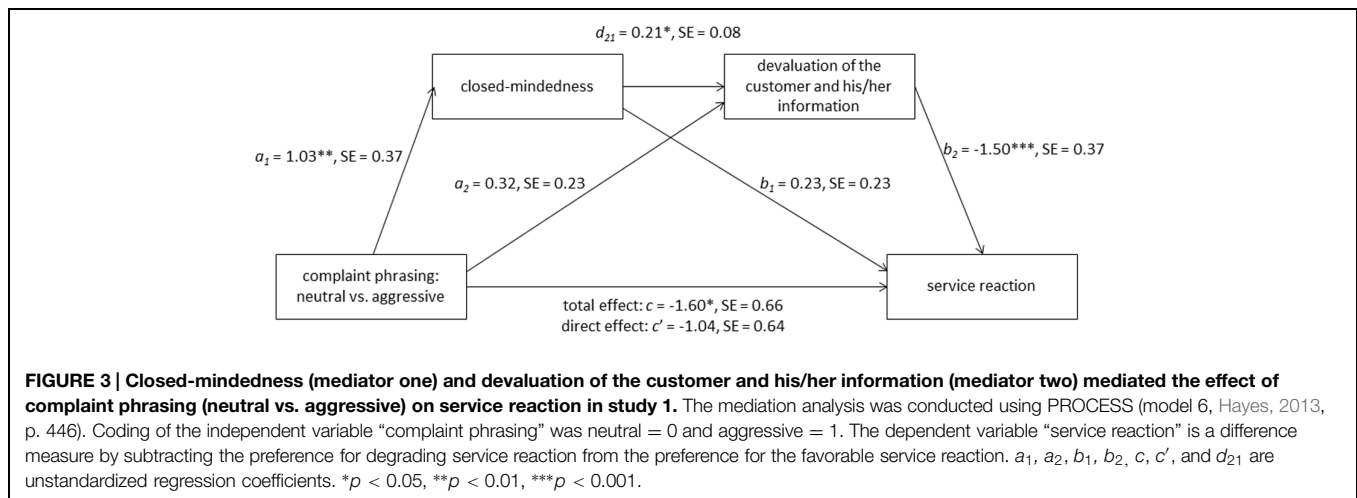 d21 = 0.21*, SE = 0.08
closed-mindedness
devaluation of the
customer and his/her
information
a1 = 1.03**, SE = 0.37
a2 = 0.32, SE = 0.23
b1 = 0.23, SE = 0.23
b2 = -1.50***, SE = 0.37
complaint phrasing:
neutral vs. aggressive
service reaction
total effect: c = -1.60*, SE = 0.66
direct effect: c′ = -1.04, SE = 0.64
FIGURE 3 | Closed-mindedness (mediator one) and devaluation of the customer and his/her information (mediator two) mediated the effect of
complaint phrasing (neutral vs. aggressive) on service reaction in study 1. The mediation analysis was conducted using PROCESS (model 6, Hayes, 2013,
p. 446). Coding of the independent variable “complaint phrasing” was neutral = 0 and aggressive = 1. The dependent variable “service reaction” is a difference
measure by subtracting the preference for degrading service reaction from the preference for the favorable service reaction. a1, a2, b1, b2, c, c′, and d21 are
unstandardized regression coefficients. *p < 0.05, **p < 0.01, ***p < 0.001.